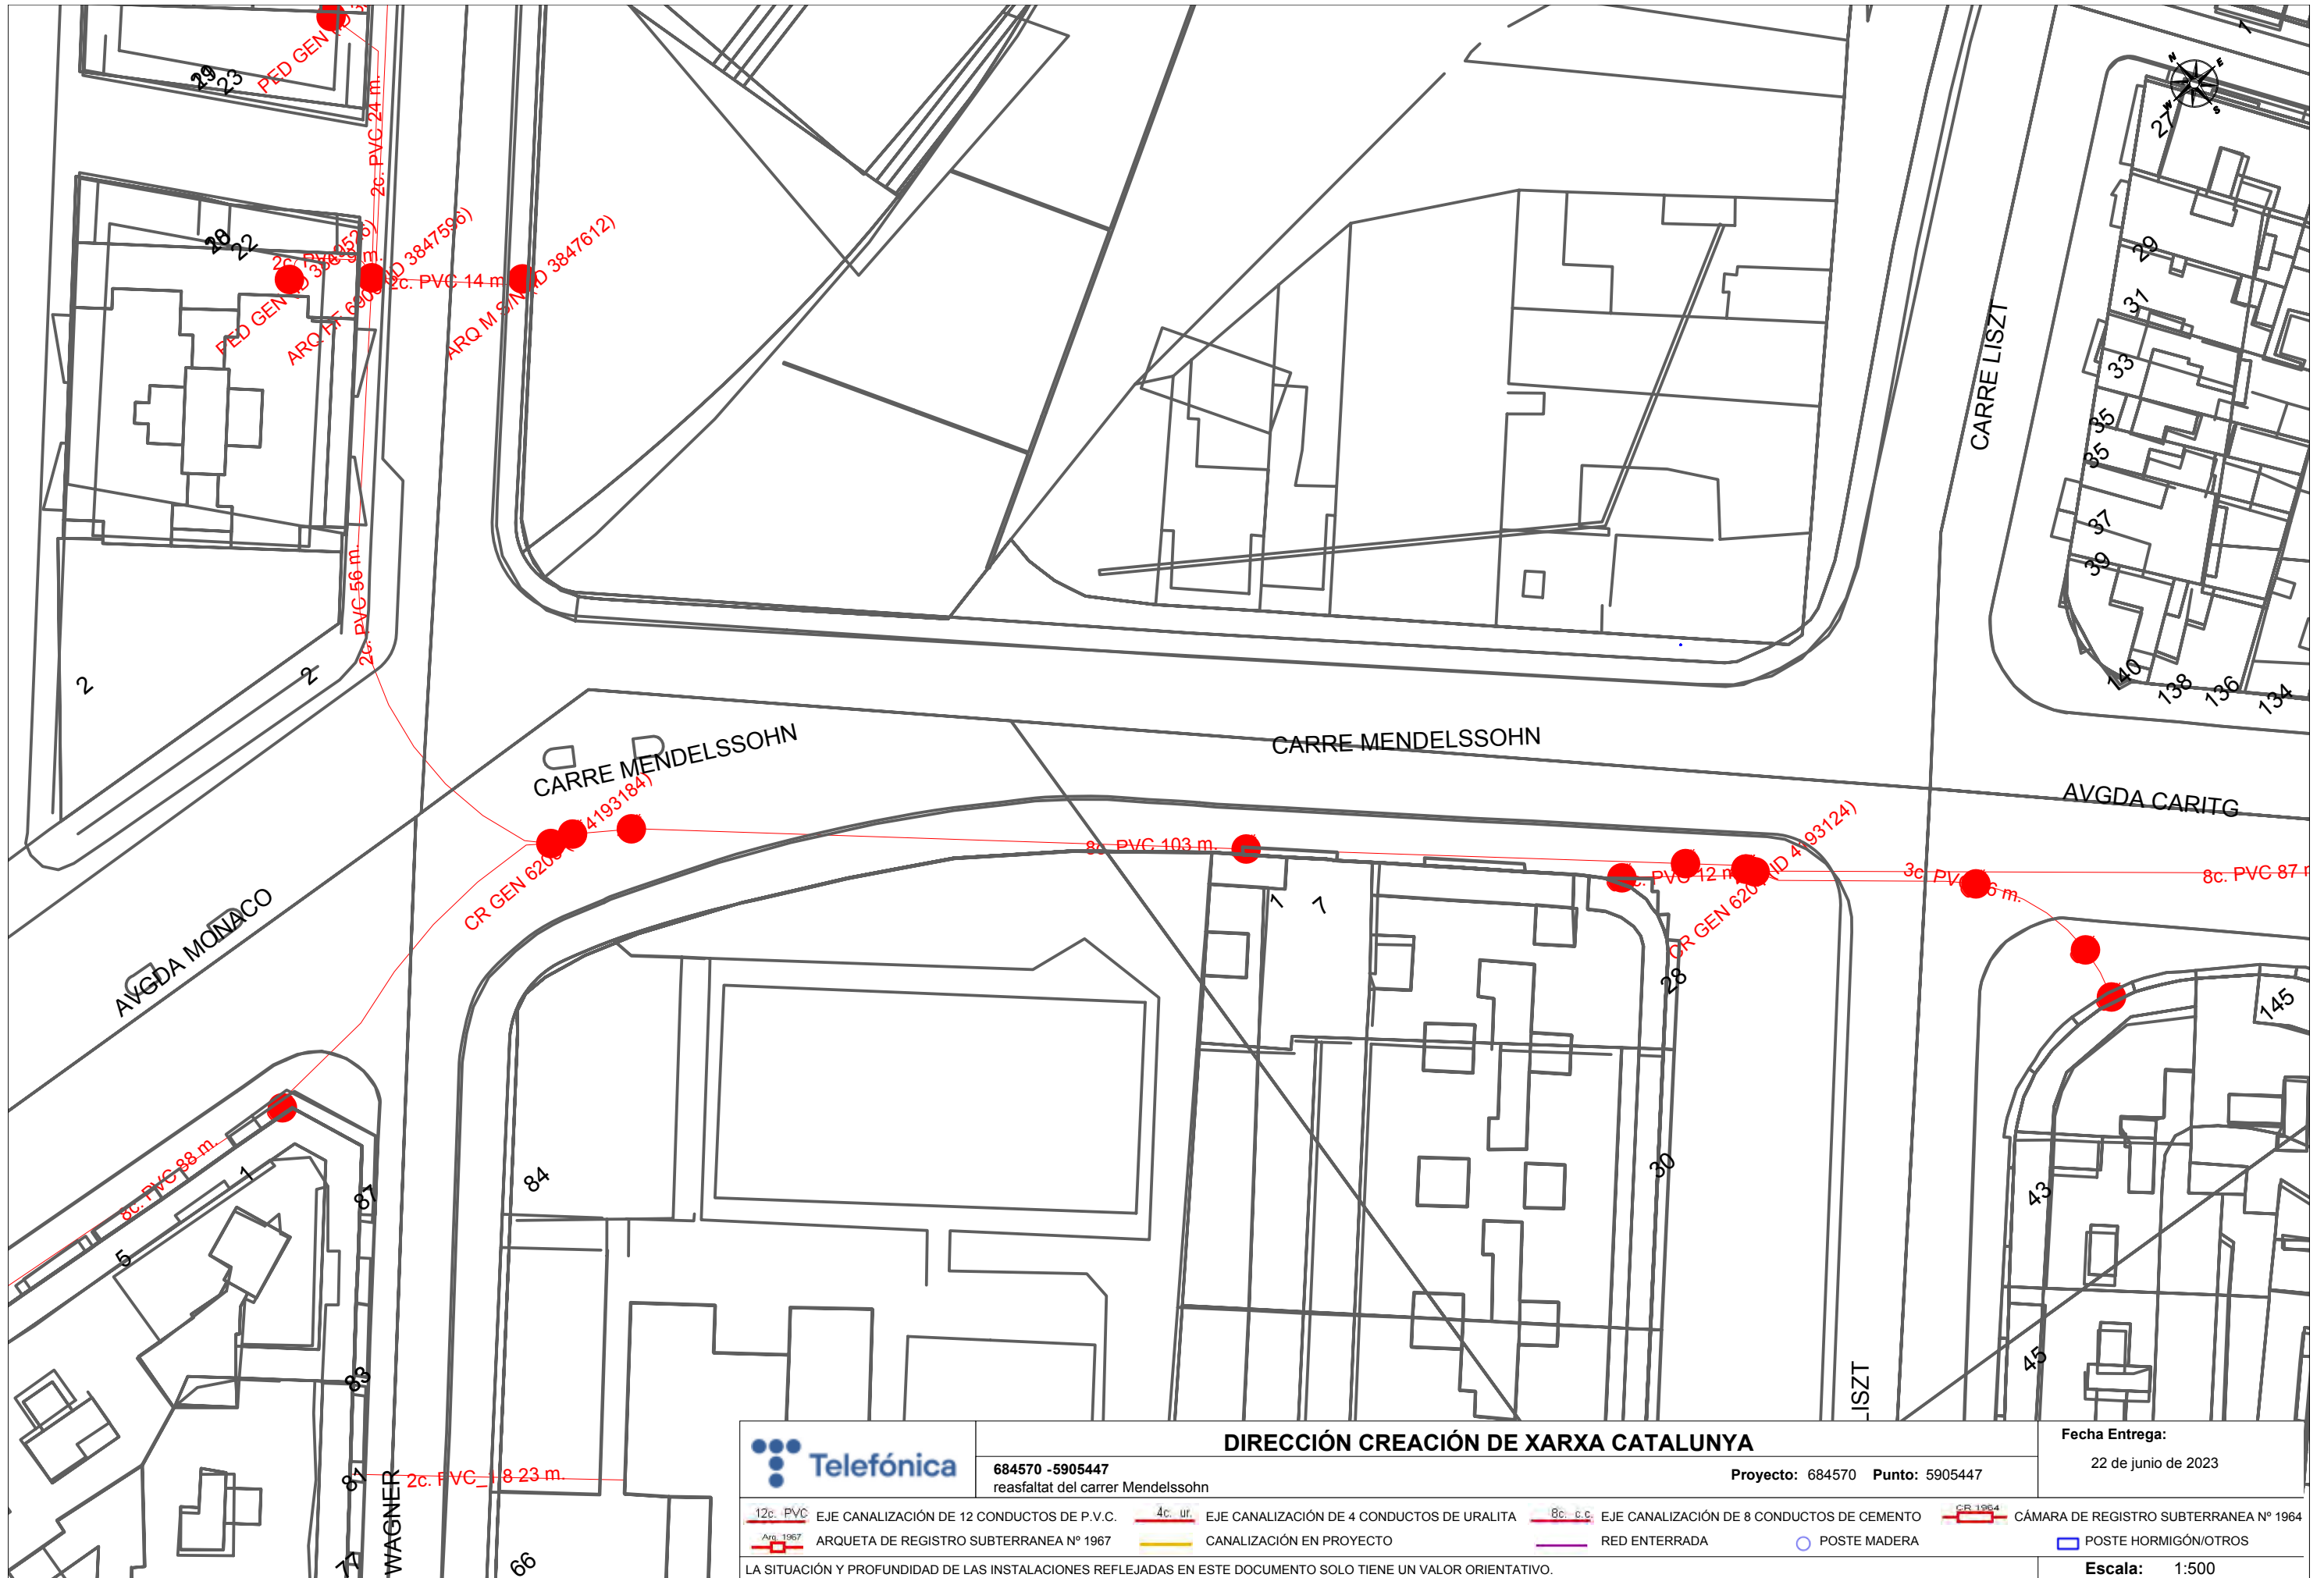 PED GEN
29
23
2c. PVC 24 m.
N
E
W
S
1
27
22
2c. PVC
2c. PVC 14 m
PED GEN
ARQ HF
3847596)
ARQ M S/N
ID 3847612)
29
31
33
35
35
37
39
140
138
136
134
CARRE LISZT
2c. PVC 56 m.
2
2
CARRE MENDELSSOHN
CARRE MENDELSSOHN
AVGDA CARITG
CR GEN
4193184)
8c. PVC 103 m.
PVC 12 m
CR GEN
3c. PVC
6 m.
8c. PVC 87
AVGDA MONACO
1
7
28
30
145
43
45
84
66
8c. PVC 88 m.
1
5
87
83
81
77
2c. PVC
8 23 m.
WAGNER
LISZT
Telefónica
DIRECCIÓN CREACIÓN DE XARXA CATALUNYA
684570 -5905447
reasfaltat del carrer Mendelssohn
Proyecto: 684570 Punto: 5905447
Fecha Entrega:
22 de junio de 2023
12c. PVC EJE CANALIZACIÓN DE 12 CONDUCTOS DE P.V.C. 4c. ur. EJE CANALIZACIÓN DE 4 CONDUCTOS DE URALITA 8c. c.c. EJE CANALIZACIÓN DE 8 CONDUCTOS DE CEMENTO CR 1964 CÁMARA DE REGISTRO SUBTERRANEA Nº 1964
Arq. 1967 ARQUETA DE REGISTRO SUBTERRANEA Nº 1967 CANALIZACIÓN EN PROYECTO RED ENTERRADA POSTE MADERA POSTE HORMIGÓN/OTROS
LA SITUACIÓN Y PROFUNDIDAD DE LAS INSTALACIONES REFLEJADAS EN ESTE DOCUMENTO SOLO TIENE UN VALOR ORIENTATIVO.
Escala: 1:500